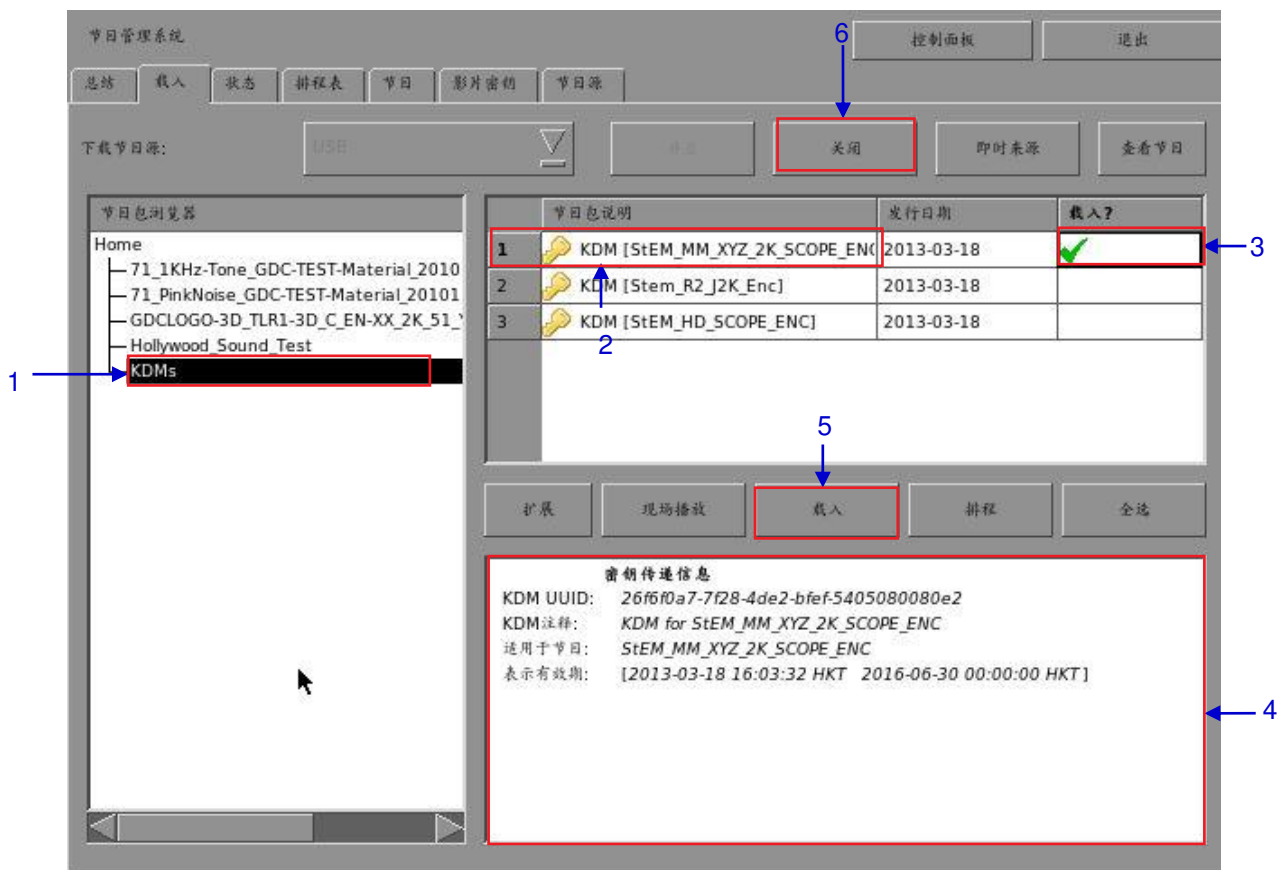 节目管理系统
控制面板
退出
6
总结
载入
状态
排程表
节目
影片密钥
节目源
下载节目源:
USB
停止
关闭
即时来源
查看节目
节目包浏览器
Home
71_1KHz-Tone_GDC-TEST-Material_2010
71_PinkNoise_GDC-TEST-Material_20101
GDCLOGO-3D_TLR1-3D_C_EN-XX_2K_51_
Hollywood_Sound_Test
KDMs
1
节目包说明
发行日期
载入?
1
KDM [StEM_MM_XYZ_2K_SCOPE_EN
2013-03-18
3
2
KDM [Stem_R2_J2K_Enc]
2013-03-18
3
KDM [StEM_HD_SCOPE_ENC]
2013-03-18
2
5
扩展
现场播放
载入
排程
全选
密钥传递信息
KDM UUID: 26f6f0a7-7f28-4de2-bfef-5405080080e2
KDM注释: KDM for StEM_MM_XYZ_2K_SCOPE_ENC
适用于节目: StEM_MM_XYZ_2K_SCOPE_ENC
表示有效期: [2013-03-18 16:03:32 HKT 2016-06-30 00:00:00 HKT]
4